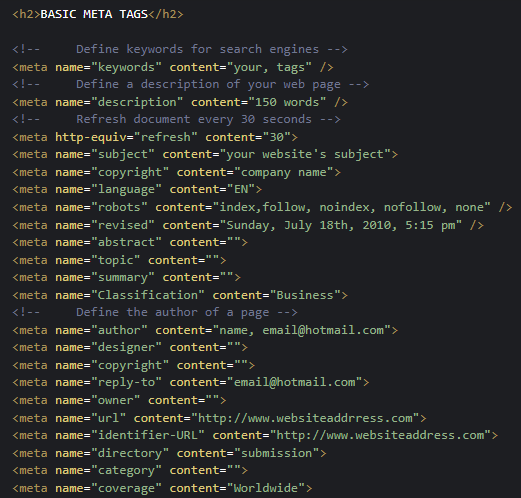 <h2>BASIC META TAGS</h2>
<!--    Define keywords for search engines -->
<meta name="keywords" content="your, tags" />
<!--    Define a description of your web page -->
<meta name="description" content="150 words" />
<!--    Refresh document every 30 seconds -->
<meta http-equiv="refresh" content="30">
<meta name="subject" content="your website's subject">
<meta name="copyright" content="company name">
<meta name="language" content="EN">
<meta name="robots" content="index,follow, noindex, nofollow, none" />
<meta name="revised" content="Sunday, July 18th, 2010, 5:15 pm" />
<meta name="abstract" content="">
<meta name="topic" content="">
<meta name="summary" content="">
<meta name="Classification" content="Business">
<!--    Define the author of a page -->
<meta name="author" content="name, email@hotmail.com">
<meta name="designer" content="">
<meta name="copyright" content="">
<meta name="reply-to" content="email@hotmail.com">
<meta name="owner" content="">
<meta name="url" content="http://www.websiteaddrress.com">
<meta name="identifier-URL" content="http://www.websiteaddress.com">
<meta name="directory" content="submission">
<meta name="category" content="">
<meta name="coverage" content="Worldwide">